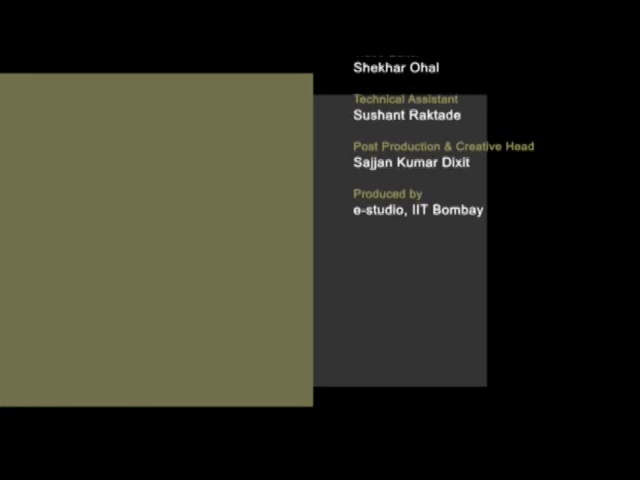 Shekhar Ohal
Technical Assistant
Sushant Raktade
Post Production & Creative Head
Sajjan Kumar Dixit
Produced by
e-studio, IIT Bombay